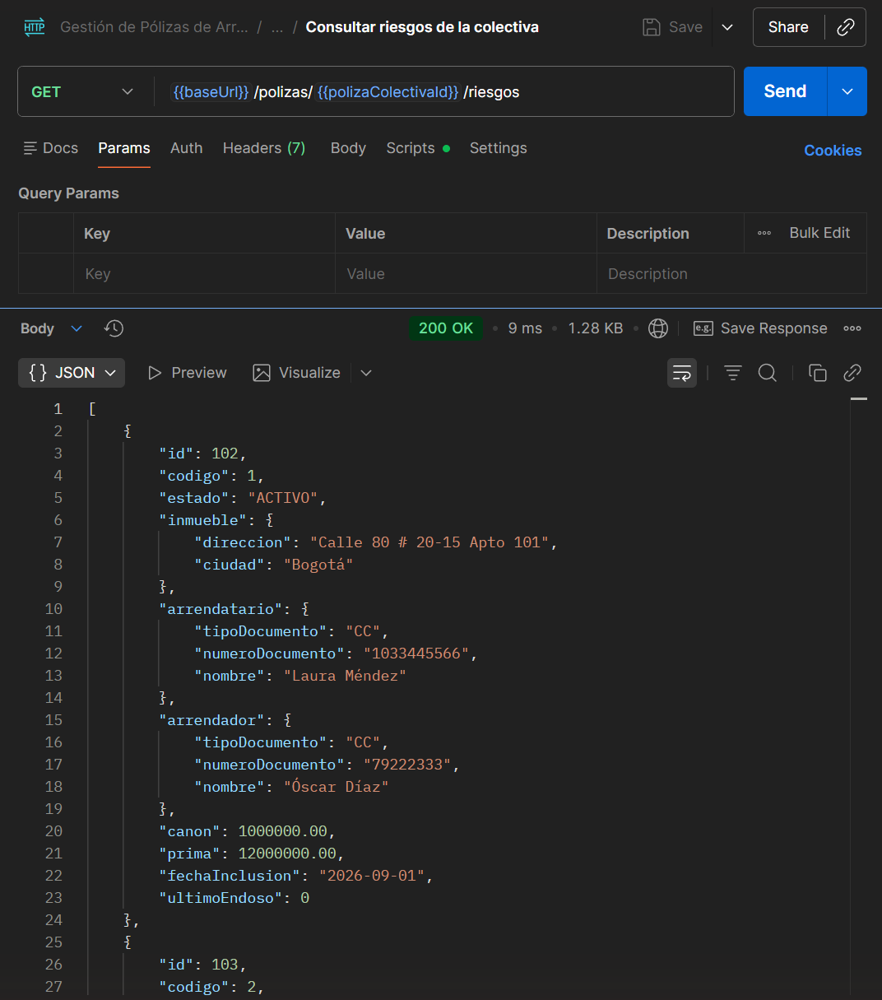 HTTP Gestión de Pólizas de Arr... / ... / Consultar riesgos de la colectiva Save Share
GET {{baseUrl}} /polizas/ {{polizaColectivaId}} /riesgos Send
Docs Params Auth Headers (7) Body Scripts Settings Cookies
Query Params
Key Value Description Bulk Edit
Key Value Description
Body 200 OK 9 ms 1.28 KB e.g. Save Response
{} JSON Preview Visualize
1 [
2 {
3 "id": 102,
4 "codigo": 1,
5 "estado": "ACTIVO",
6 "inmueble": {
7 "direccion": "Calle 80 # 20-15 Apto 101",
8 "ciudad": "Bogotá"
9 },
10 "arrendatario": {
11 "tipoDocumento": "CC",
12 "numeroDocumento": "1033445566",
13 "nombre": "Laura Méndez"
14 },
15 "arrendador": {
16 "tipoDocumento": "CC",
17 "numeroDocumento": "79222333",
18 "nombre": "Óscar Díaz"
19 },
20 "canon": 1000000.00,
21 "prima": 12000000.00,
22 "fechaInclusion": "2026-09-01",
23 "ultimoEndoso": 0
24 },
25 {
26 "id": 103,
27 "codigo": 2,